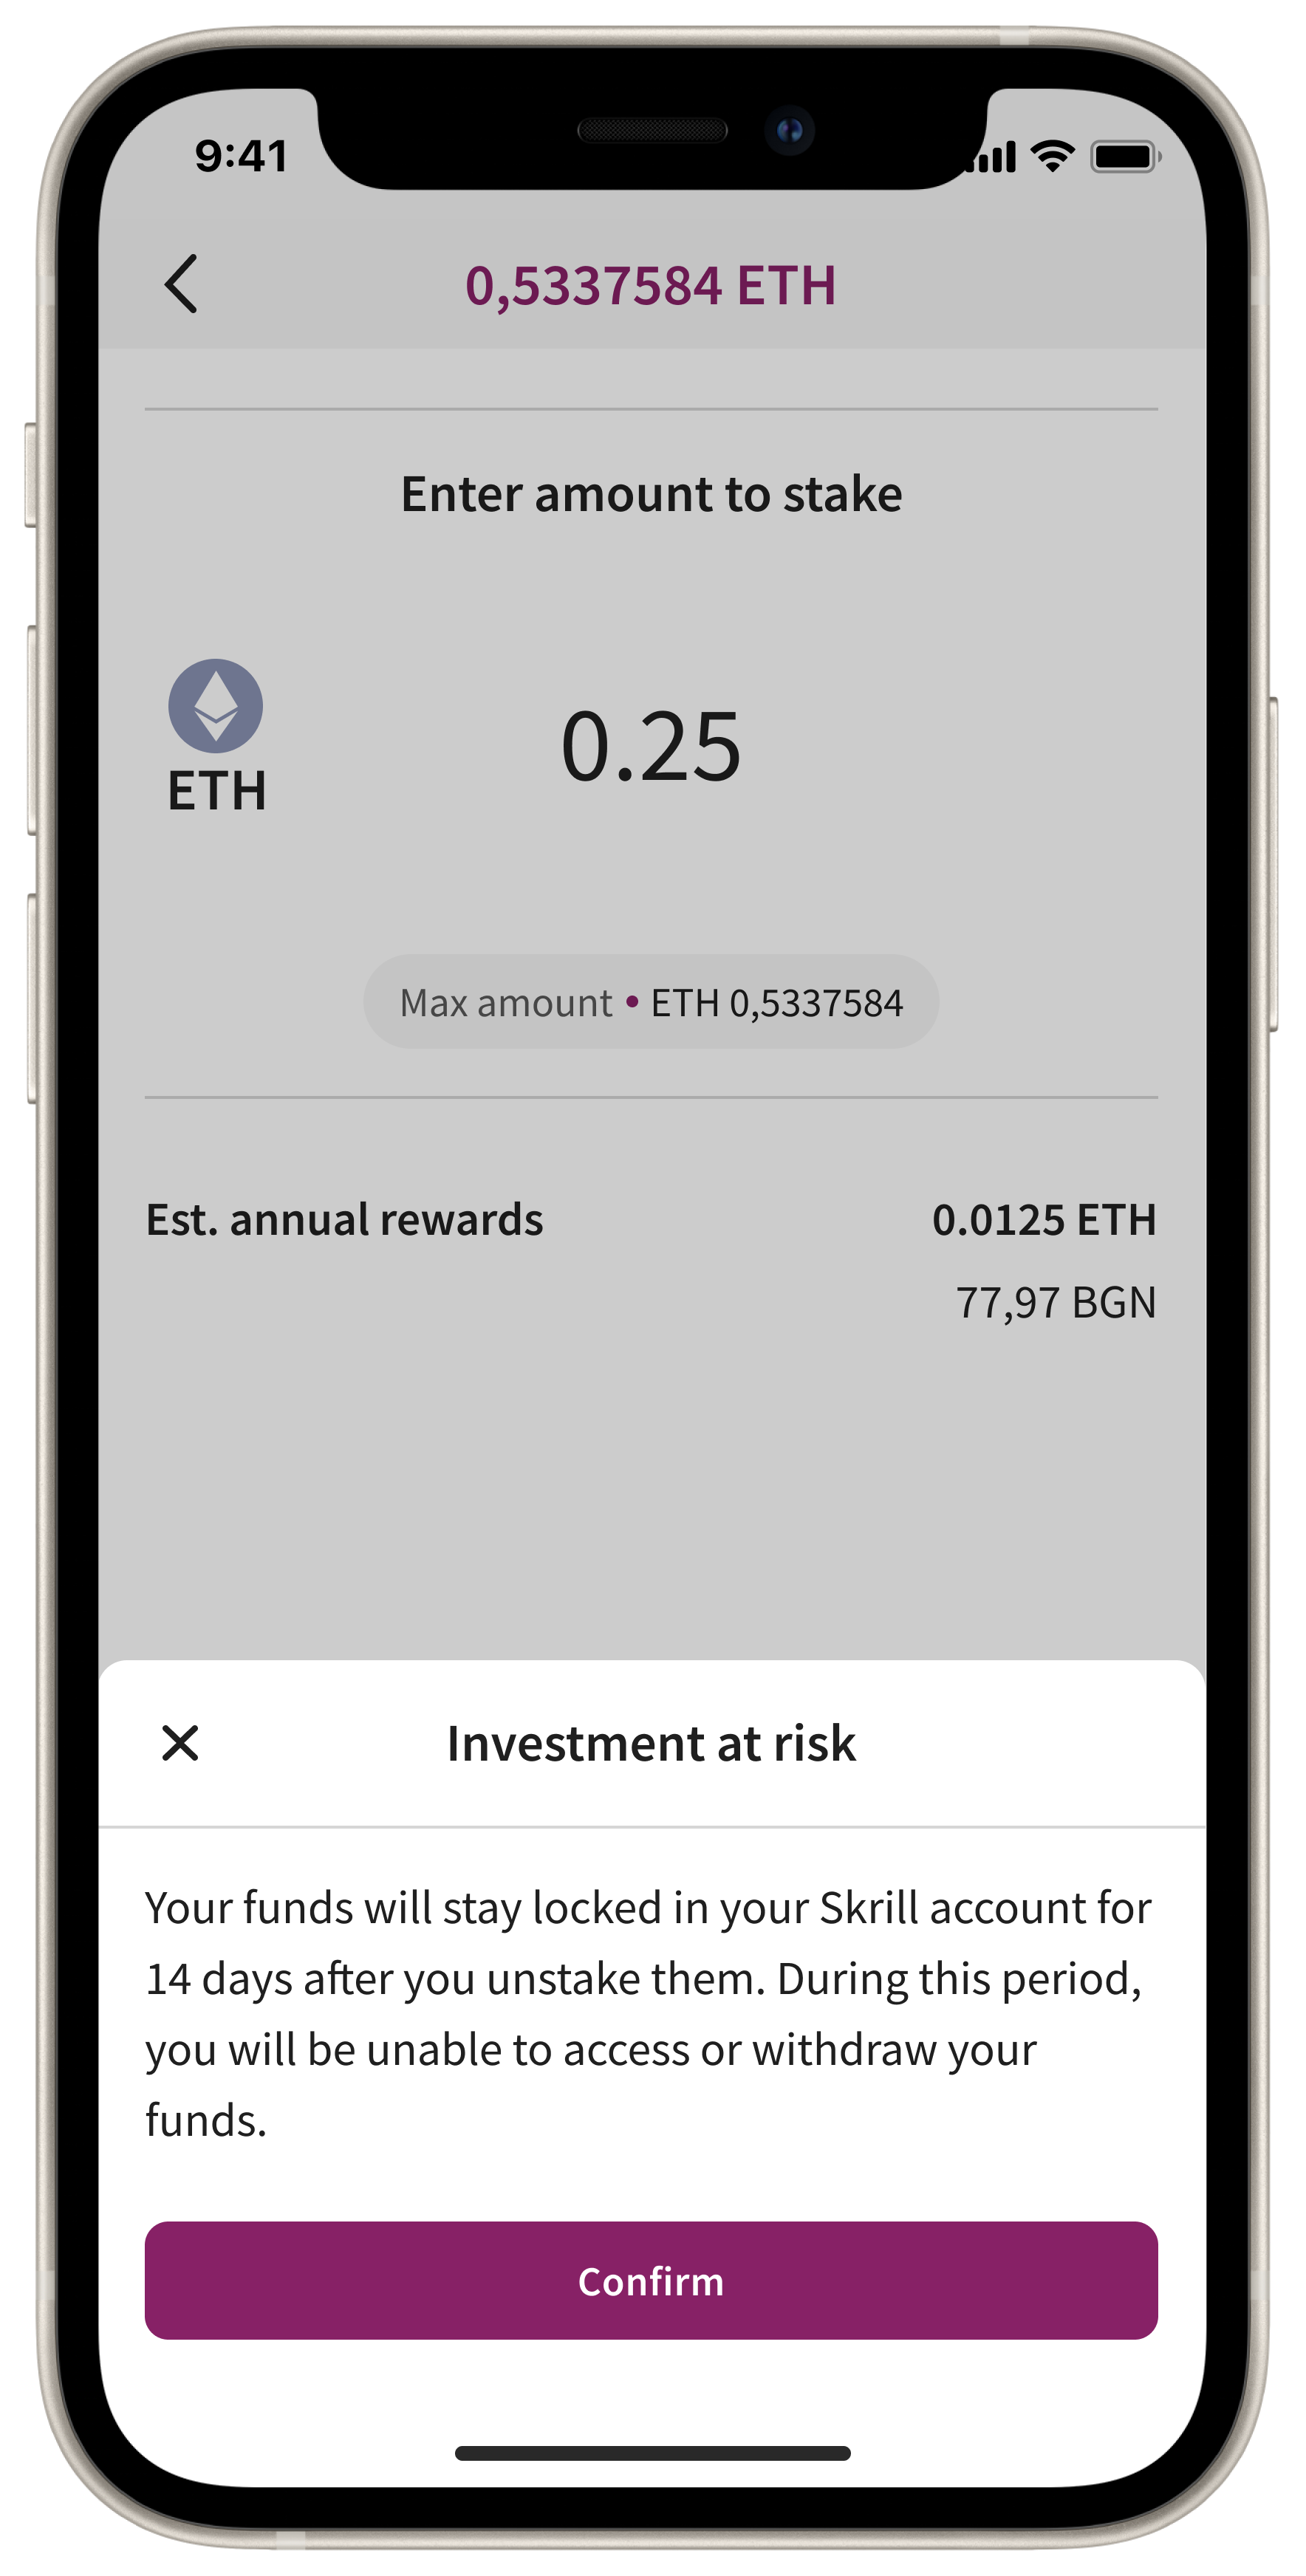 9:41
0,5337584 ETH
Enter amount to stake
0.25
ETH
Max amount • ETH 0,5337584
Est. annual rewards 0.0125 ETH
77,97 BGN
Investment at risk
Your funds will stay locked in your Skrill account for
14 days after you unstake them. During this period,
you will be unable to access or withdraw your
funds.
Confirm